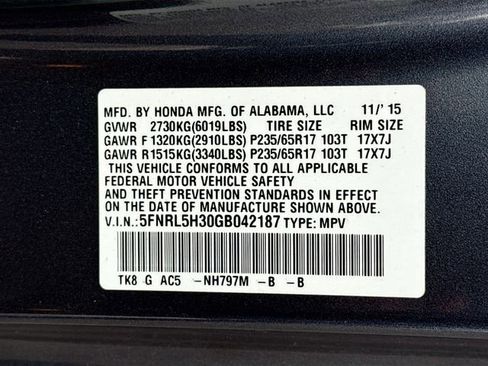 MFD. BY HONDA MFG. OF ALABAMA, LLC 11/'15
GVWR 2730KG(6019LBS) TIRE SIZE RIM SIZE
GAWR F 1320KG(2910LBS) P235/65R17 103T 17X7J
GAWR R1515KG(3340LBS) P235/65R17 103T 17X7J
THIS VEHICLE CONFORMS TO ALL APPLICABLE
FEDERAL MOTOR VEHICLE SAFETY
AND THEFT PREVENTION STANDARDS IN EFFECT
ON THE DATE OF MANUFACTURE SHOWN ABOVE.
V.I.N.:5FNRL5H30GB042187 TYPE: MPV
TK8 G AC5 -NH797M -B -B